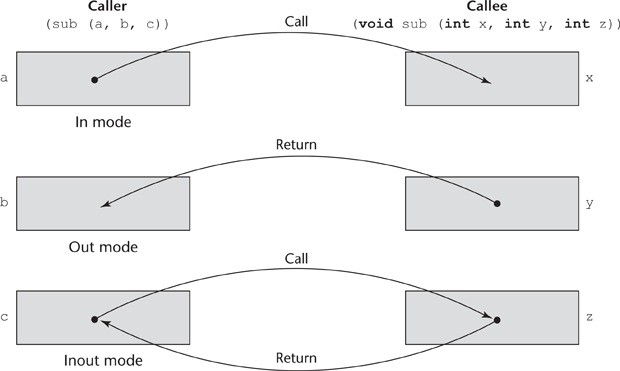 Caller
(sub (a, b, c))
Callee
(void sub (int x, int y, int z))
Call
a
x
In mode
Return
b
y
Out mode
Call
c
z
Inout mode
Return